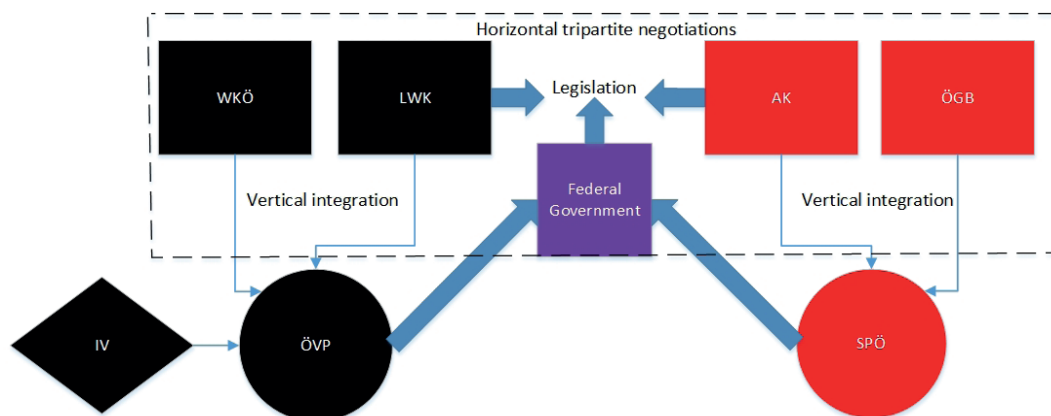 Horizontal tripartite negotiations
WKÖ
LWK
Legislation
AK
ÖGB
Vertical integration
Federal
Government
Vertical integration
IV
ÖVP
SPÖ